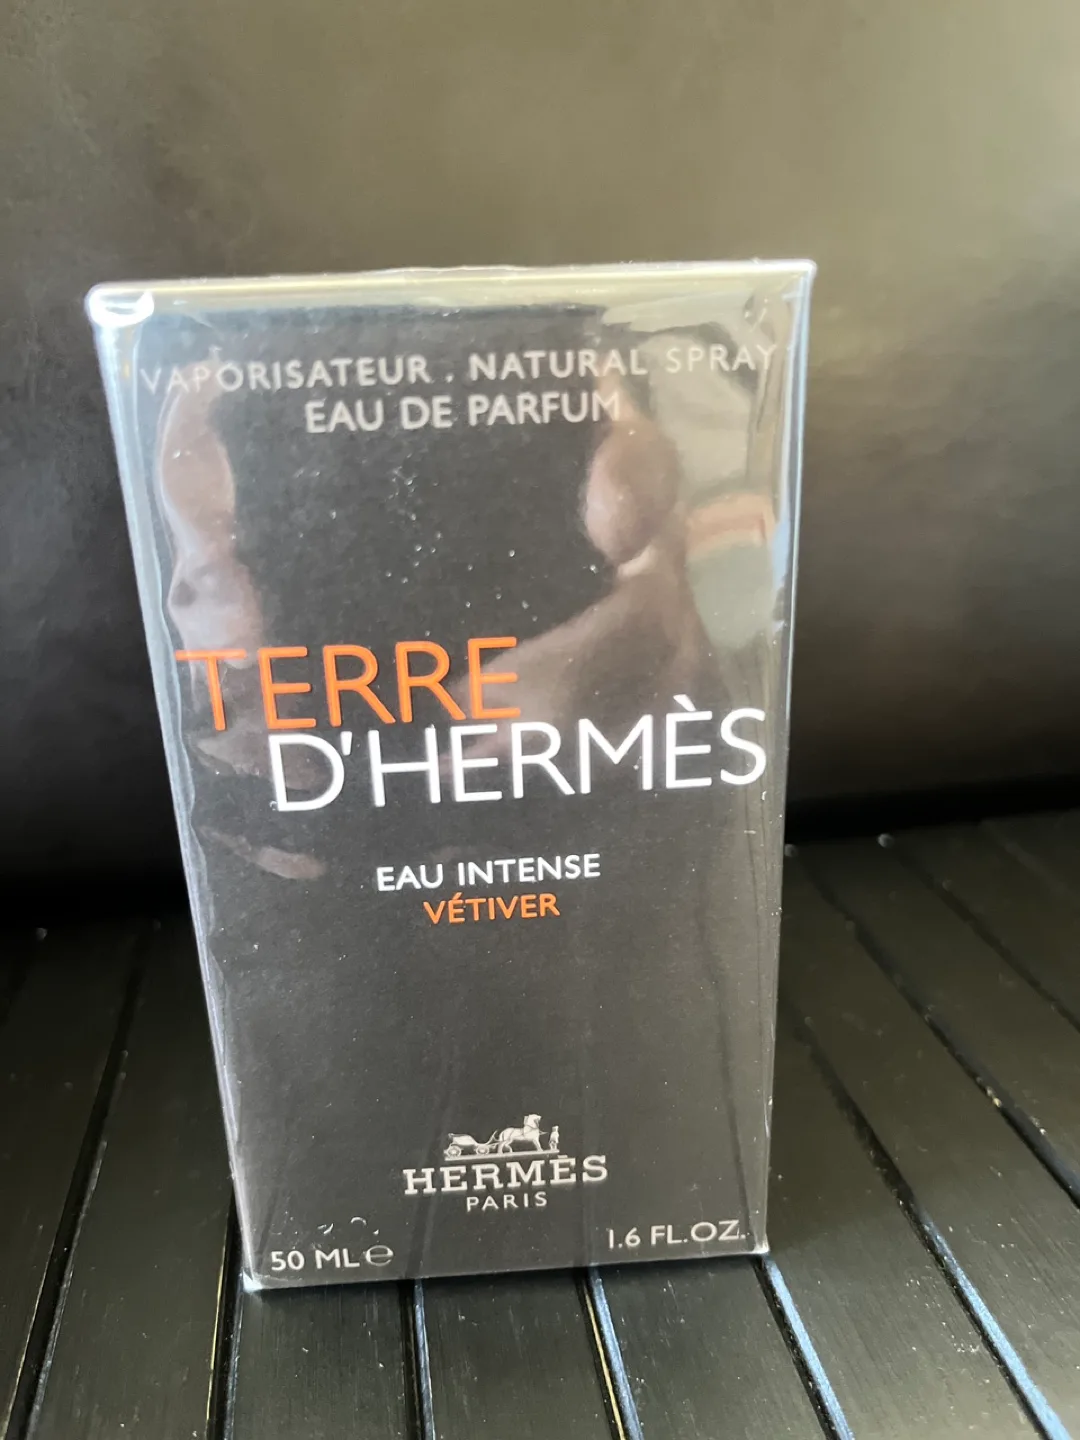 VAPORISATEUR . NATURAL SPRAY
EAU DE PARFUM
TERRE
D'HERMÈS
EAU INTENSE
VÉTIVER
HERMÈS
PARIS
50 ML ℮
1.6 FL.OZ.